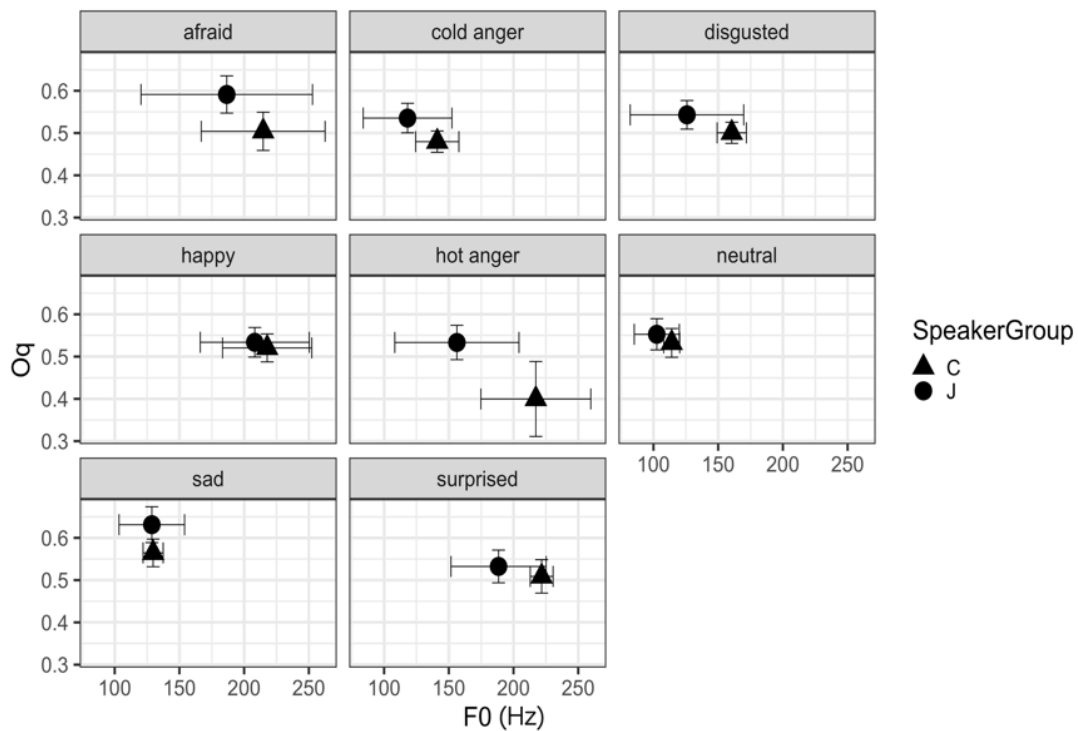 afraid cold anger disgusted
0.6
0.5
0.4
0.3
happy hot anger neutral
0.6
0.5
0.4
0.3
100 150 200 250
sad surprised
0.6
0.5
0.4
0.3
100 150 200 250 100 150 200 250
Oq
F0 (Hz)
SpeakerGroup
C
J